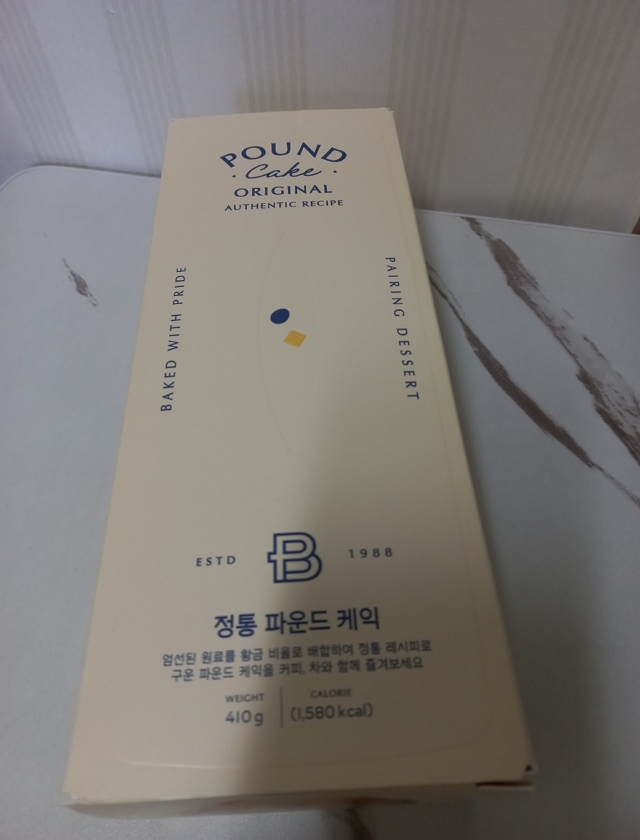 POUND
· Cake ·
ORIGINAL
AUTHENTIC RECIPE
BAKED WITH PRIDE
PAIRING DESSERT
ESTD B 1988
정통 파운드 케익
엄선된 원료를 황금 비율로 배합하여 정통 레시피로
구운 파운드 케익을 커피, 차와 함께 즐겨보세요
WEIGHT
410g
CALORIE
(1,580 kcal)